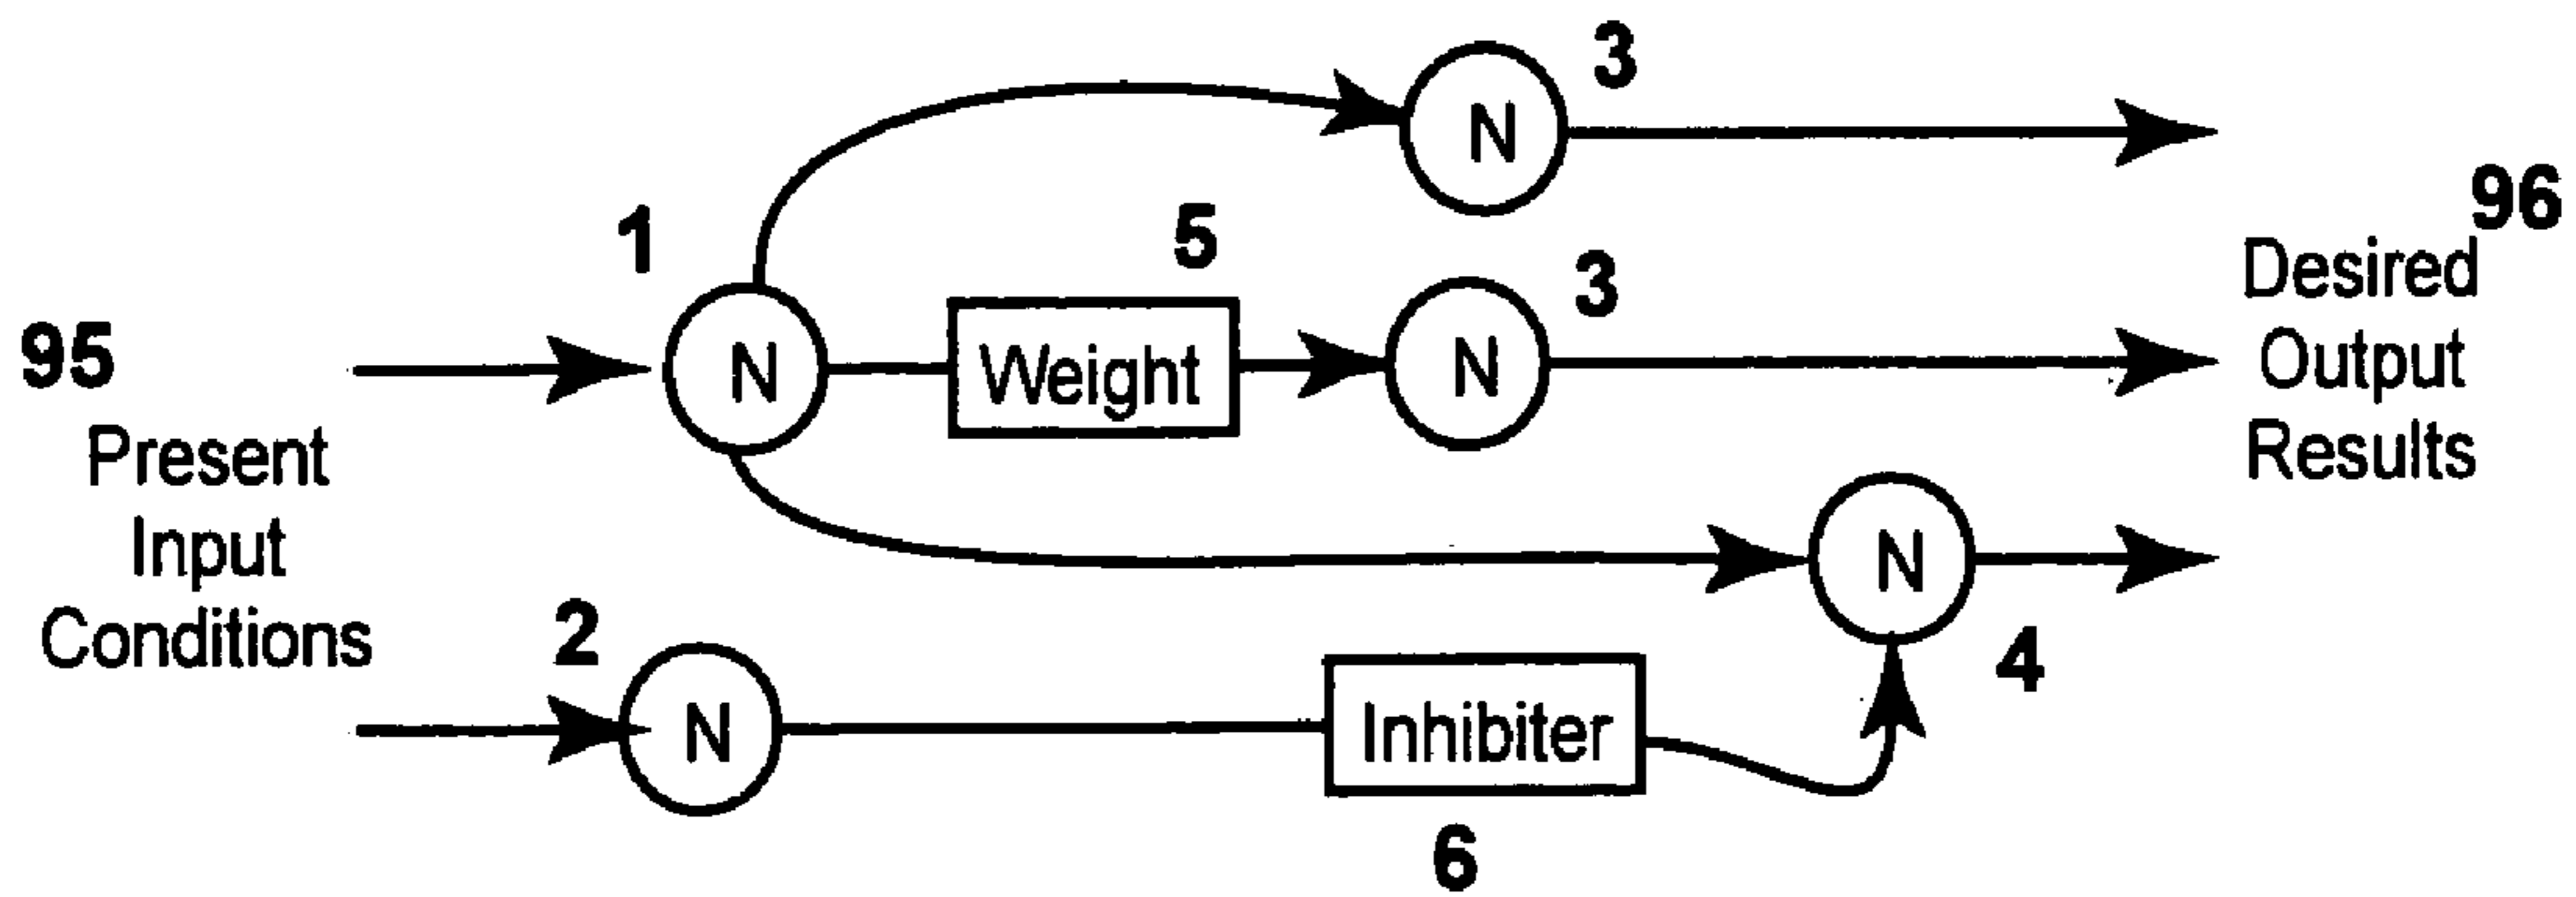 3
N
96
1
5
3
Desired
Output
Results
95
N
Weight
N
Present
Input
Conditions
N
2
4
N
Inhibiter
6